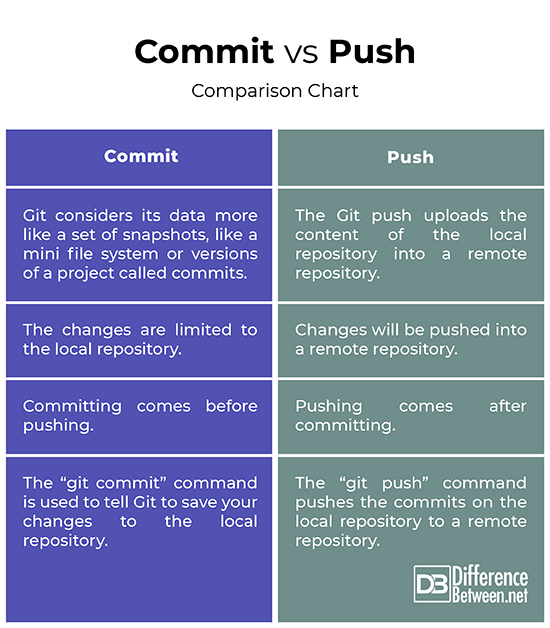 Commit vs Push
Comparison Chart
Commit
Push
Git considers its data more
like a set of snapshots, like a
mini file system or versions
of a project called commits.
The Git push uploads the
content of the local
repository into a remote
repository.
The changes are limited to
the local repository.
Changes will be pushed into
a remote repository.
Committing comes before
pushing.
Pushing comes after
committing.
The “git commit” command
is used to tell Git to save your
changes to the local
repository.
The “git push” command
pushes the commits on the
local repository to a remote
repository.
DB Difference
Between.net